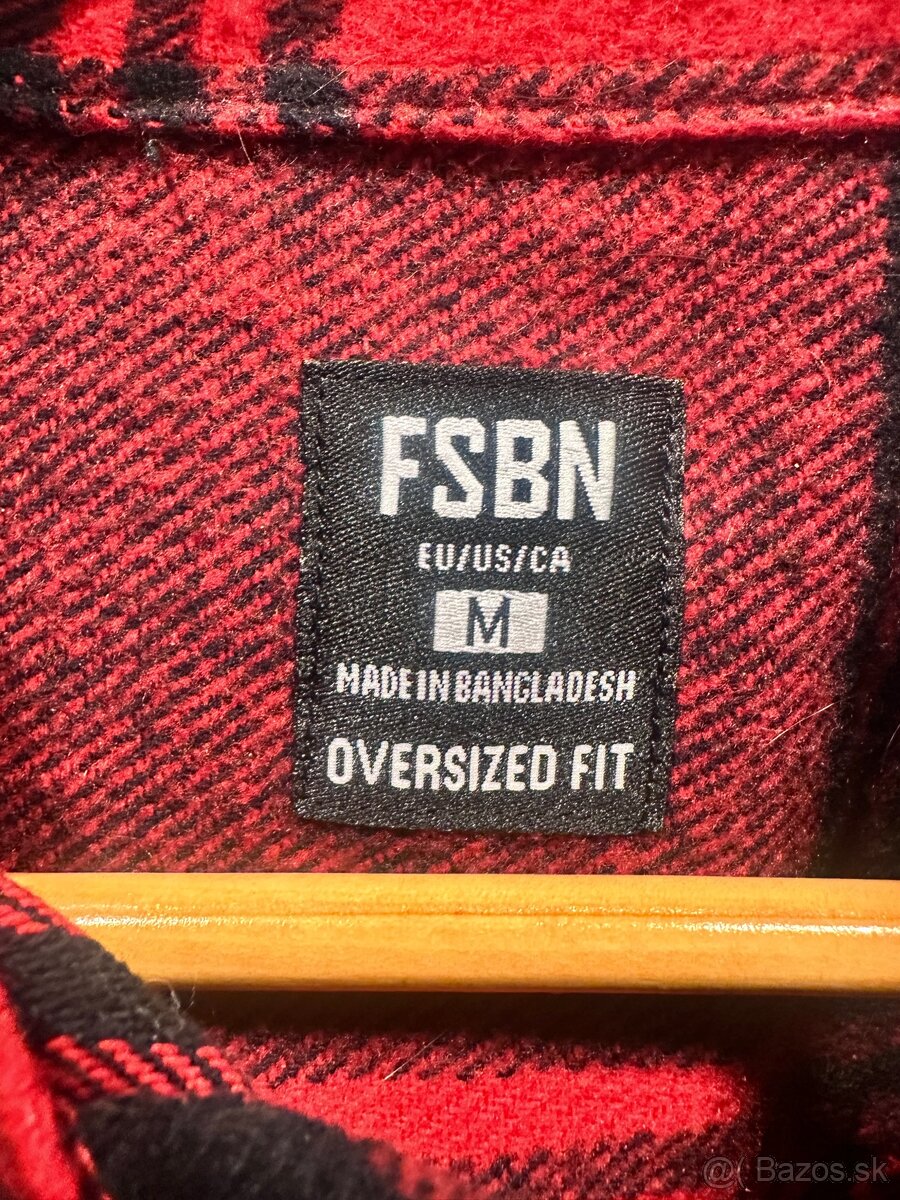 FSBN
EU/US/CA
M
MADE IN BANGLADESH
OVERSIZED FIT
@( Bazos.sk